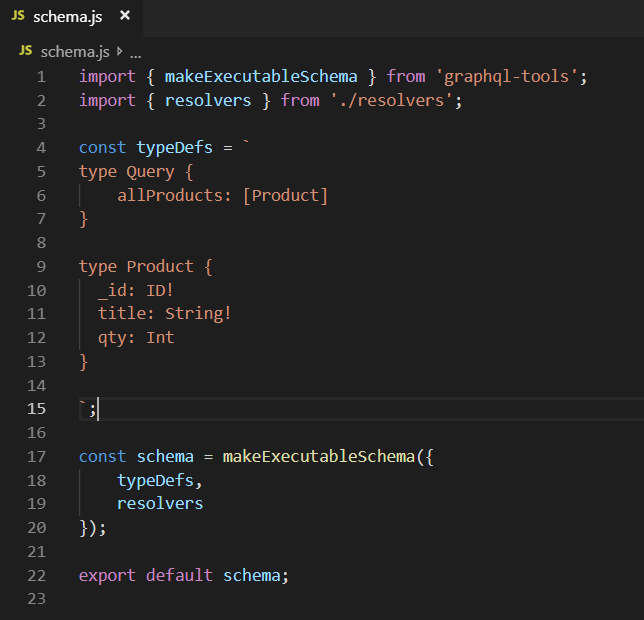 JS schema.js ×
JS schema.js › ...
1 import { makeExecutableSchema } from 'graphql-tools';
2 import { resolvers } from './resolvers';
3
4 const typeDefs = `
5 type Query {
6     allProducts: [Product]
7 }
8
9 type Product {
10   _id: ID!
11   title: String!
12   qty: Int
13 }
14
15 `;
16
17 const schema = makeExecutableSchema({
18     typeDefs,
19     resolvers
20 });
21
22 export default schema;
23